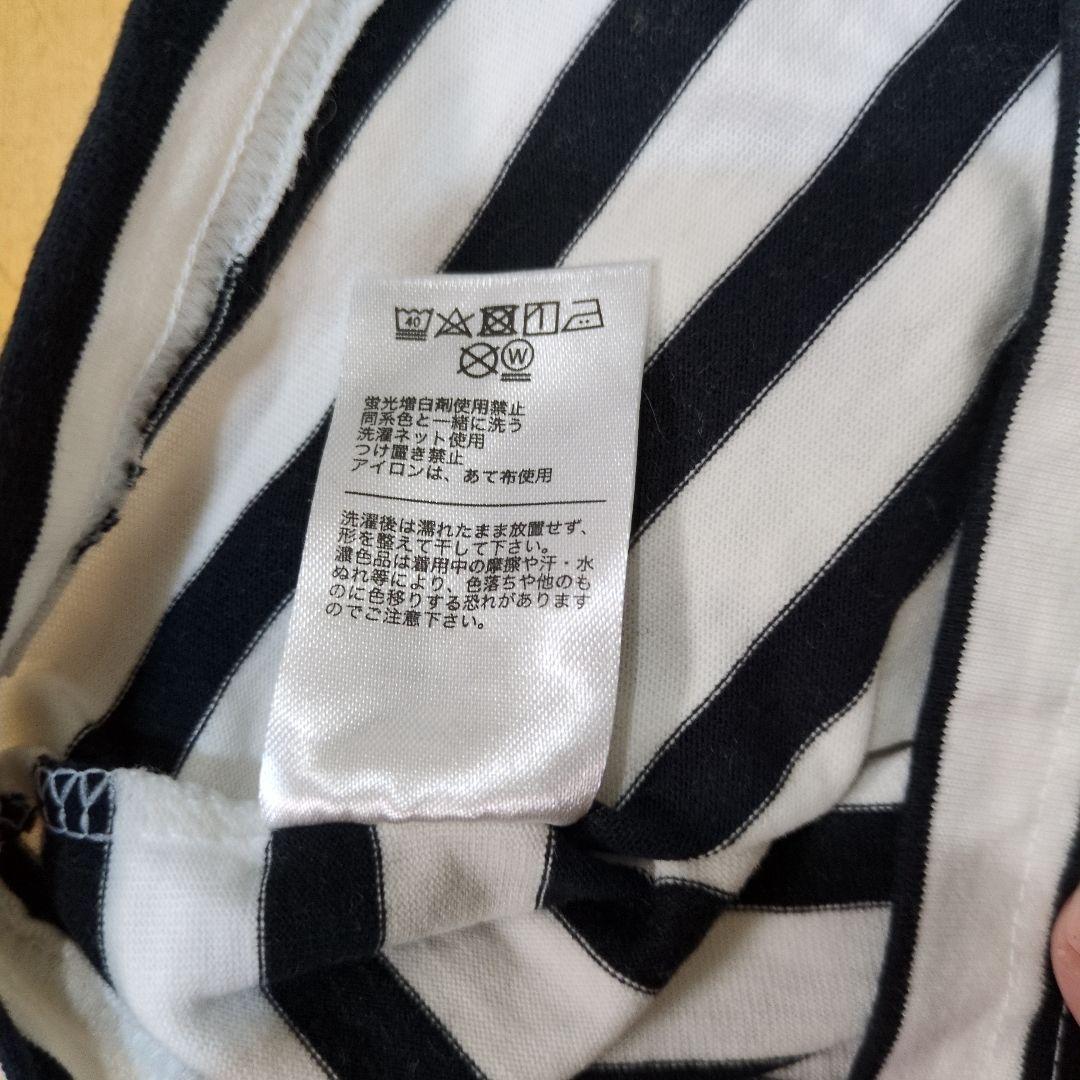 40
W
蛍光増白剤使用禁止
同系色と一緒に洗う
洗濯ネット使用
つけ置き禁止
アイロンは、あて布使用
洗濯後は濡れたまま放置せず、
形を整えて干して下さい。
濃色品は着用中の摩擦や汗・水
ぬれ等により、色落ちや他のも
のに色移りする恐れがあります
のでご注意下さい。